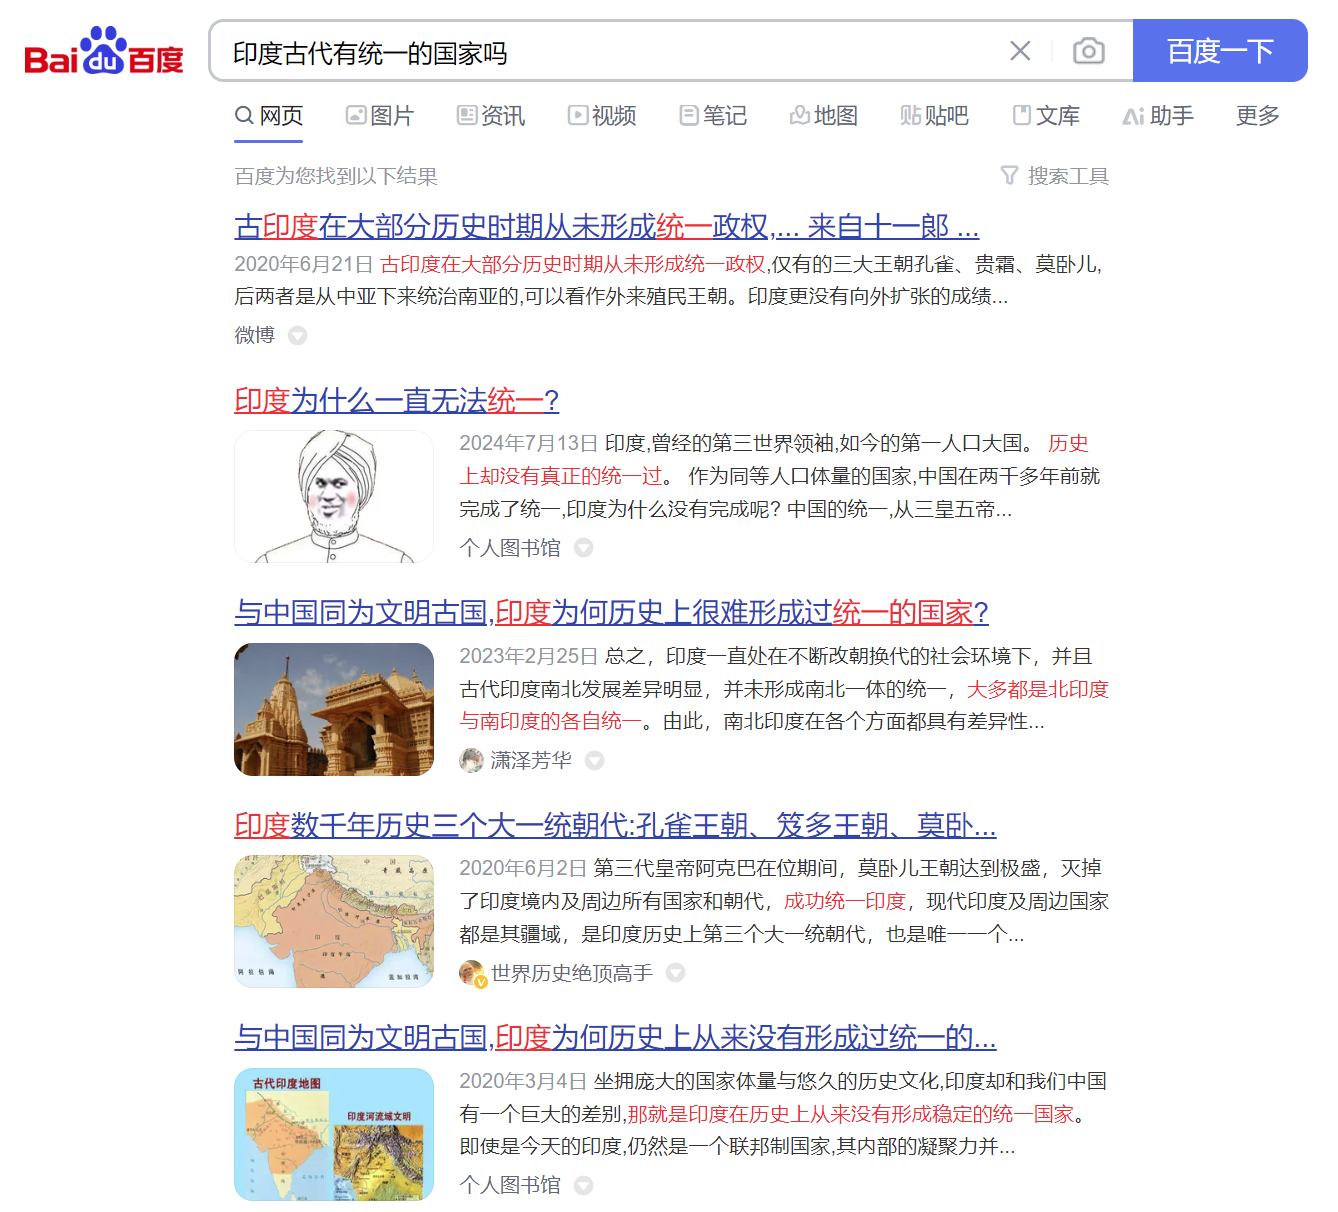 Bai du 百度
印度古代有统一的国家吗
百度一下
网页 图片 资讯 视频 笔记 地图 贴吧 文库 助手 更多
百度为您找到以下结果
搜索工具
古印度在大部分历史时期从未形成统一政权,... 来自十一郎 ...
2020年6月21日 古印度在大部分历史时期从未形成统一政权,仅有的三大王朝孔雀、贵霜、莫卧儿,
后两者是从中亚下来统治南亚的,可以看作外来殖民王朝。印度更没有向外扩张的成绩...
微博
印度为什么一直无法统一?
2024年7月13日 印度,曾经的第三世界领袖,如今的第一人口大国。 历史
上却没有真正的统一过。 作为同等人口体量的国家,中国在两千多年前就
完成了统一,印度为什么没有完成呢? 中国的统一,从三皇五帝...
个人图书馆
与中国同为文明古国,印度为何历史上很难形成过统一的国家?
2023年2月25日 总之，印度一直处在不断改朝换代的社会环境下，并且
古代印度南北发展差异明显，并未形成南北一体的统一，大多都是北印度
与南印度的各自统一。由此，南北印度在各个方面都具有差异性...
潇泽芳华
印度数千年历史三个大一统朝代:孔雀王朝、笈多王朝、莫卧...
2020年6月2日 第三代皇帝阿克巴在位期间，莫卧儿王朝达到极盛，灭掉
了印度境内及周边所有国家和朝代，成功统一印度，现代印度及周边国家
都是其疆域，是印度历史上第三个大一统朝代，也是唯一一个...
世界历史绝顶高手
与中国同为文明古国,印度为何历史上从来没有形成过统一的...
古代印度地图
印度河流域文明
2020年3月4日 坐拥庞大的国家体量与悠久的历史文化,印度却和我们中国
有一个巨大的差别,那就是印度在历史上从来没有形成稳定的统一国家。
即使是今天的印度,仍然是一个联邦制国家,其内部的凝聚力并...
个人图书馆